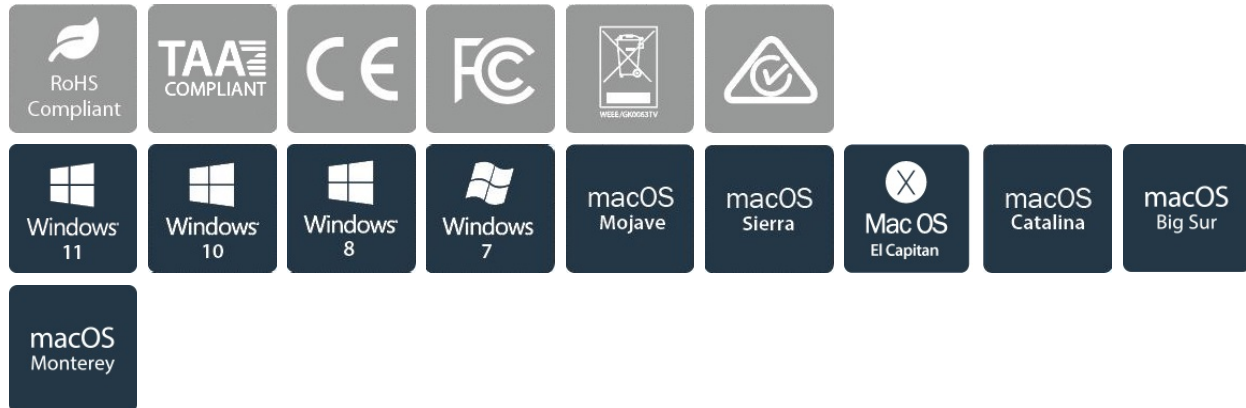 RoHS
Compliant
TAA
COMPLIANT
CE
FC
WEEE/GK0063TV
Windows
11
Windows
10
Windows
8
Windows
7
macOS
Mojave
macOS
Sierra
X
Mac OS
El Capitan
macOS
Catalina
macOS
Big Sur
macOS
Monterey